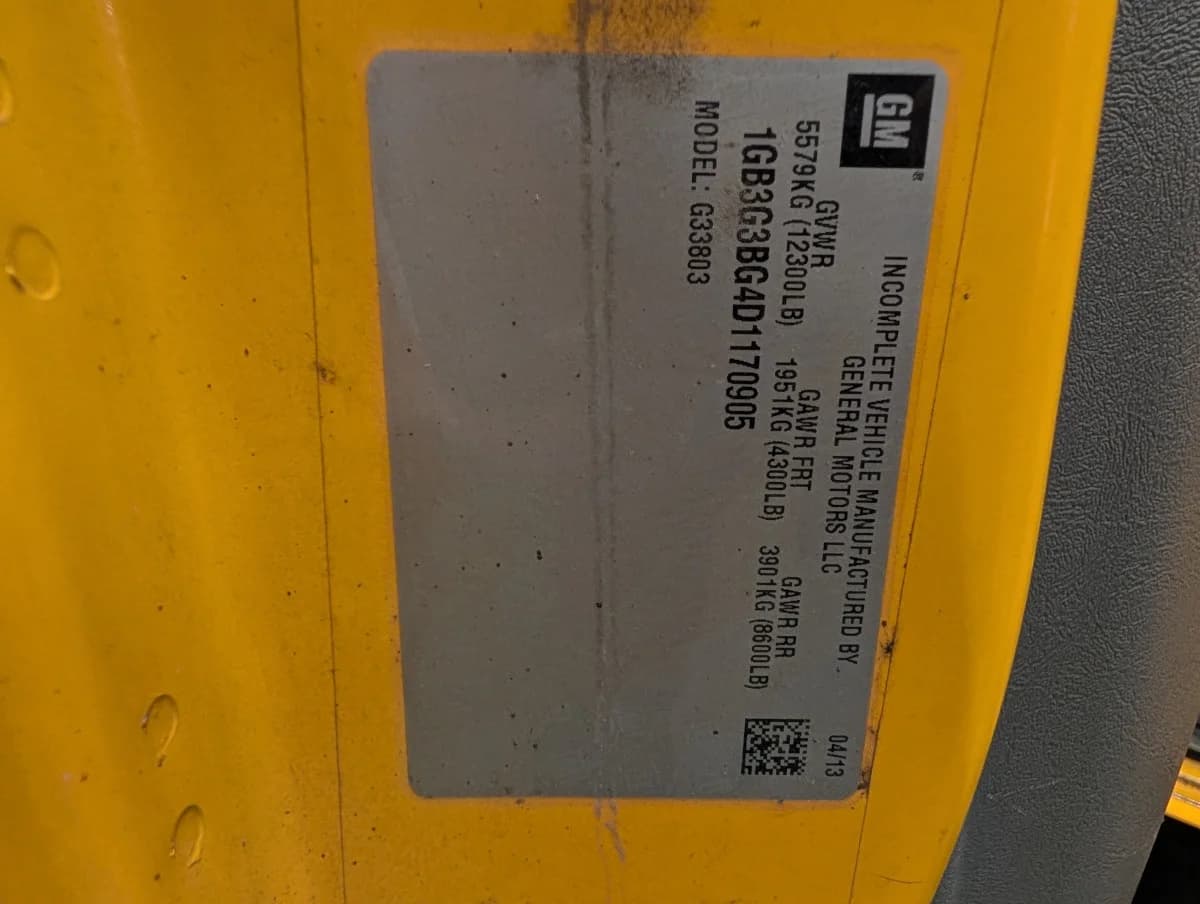 GM®
INCOMPLETE VEHICLE MANUFACTURED BY.
GENERAL MOTORS LLC
04/13
GVWR GAWR FRT GAWR RR
5579KG (12300LB) 1951KG (4300LB) 3901KG (8600LB)
1GB3G3BG4D1170905
MODEL: G33803